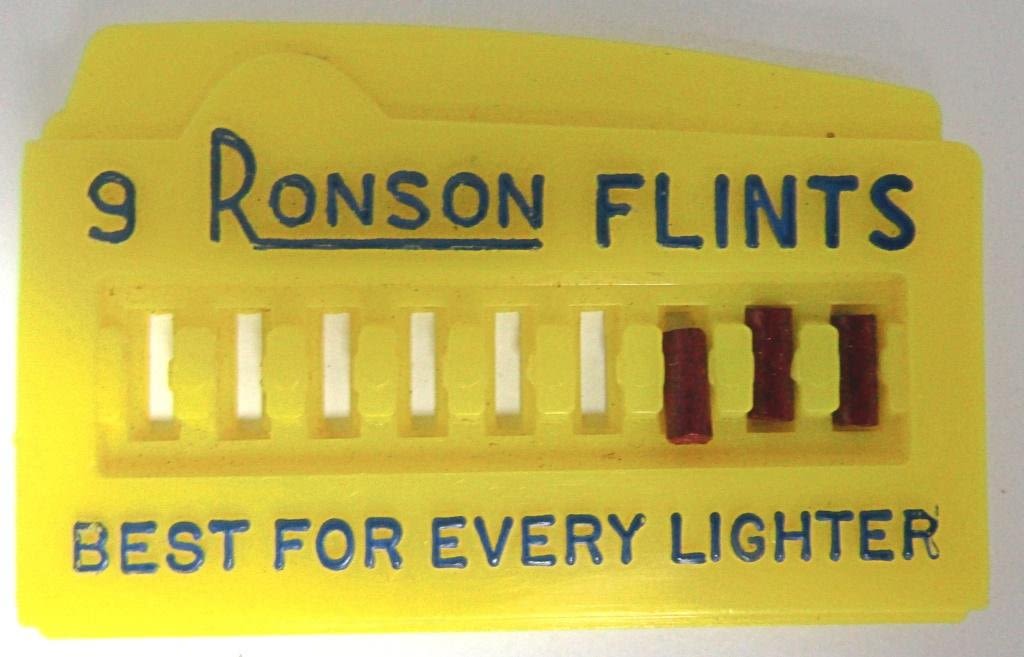 9 RONSON FLINTS
BEST FOR EVERY LIGHTER